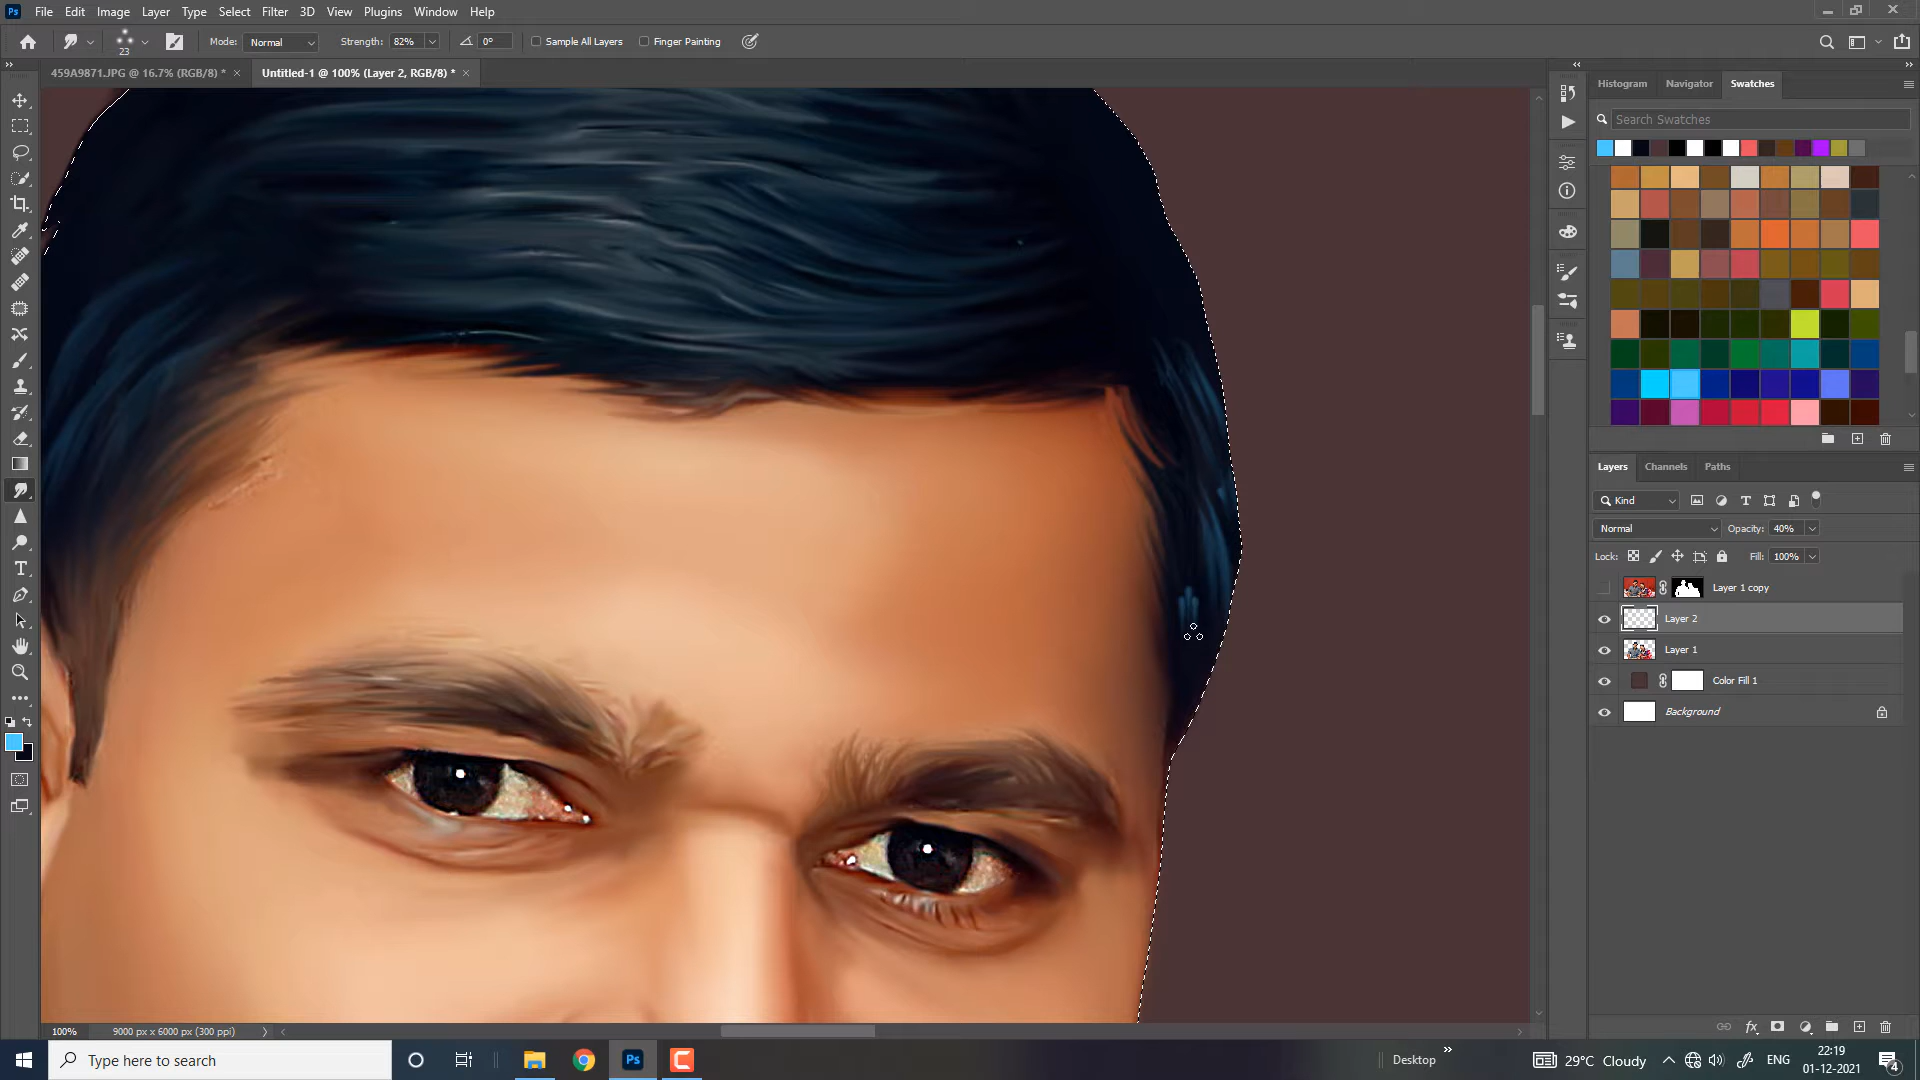 Ps File Edit Image Layer Type Select Filter 3D View Plugins Window Help
23 Mode: Normal Strength: 82% 0° Sample All Layers Finger Painting
459A9871.JPG @ 16.7% (RGB/8) * × Untitled-1 @ 100% (Layer 2, RGB/8) * ×
Histogram Navigator Swatches
Search Swatches
Layers Channels Paths
Kind
Normal Opacity: 40%
Lock: Fill: 100%
Layer 1 copy
Layer 2
Layer 1
Color Fill 1
Background
100% 9000 px x 6000 px (300 ppi)
Type here to search
Ps
Desktop
29°C Cloudy
ENG
22:19
01-12-2021
4